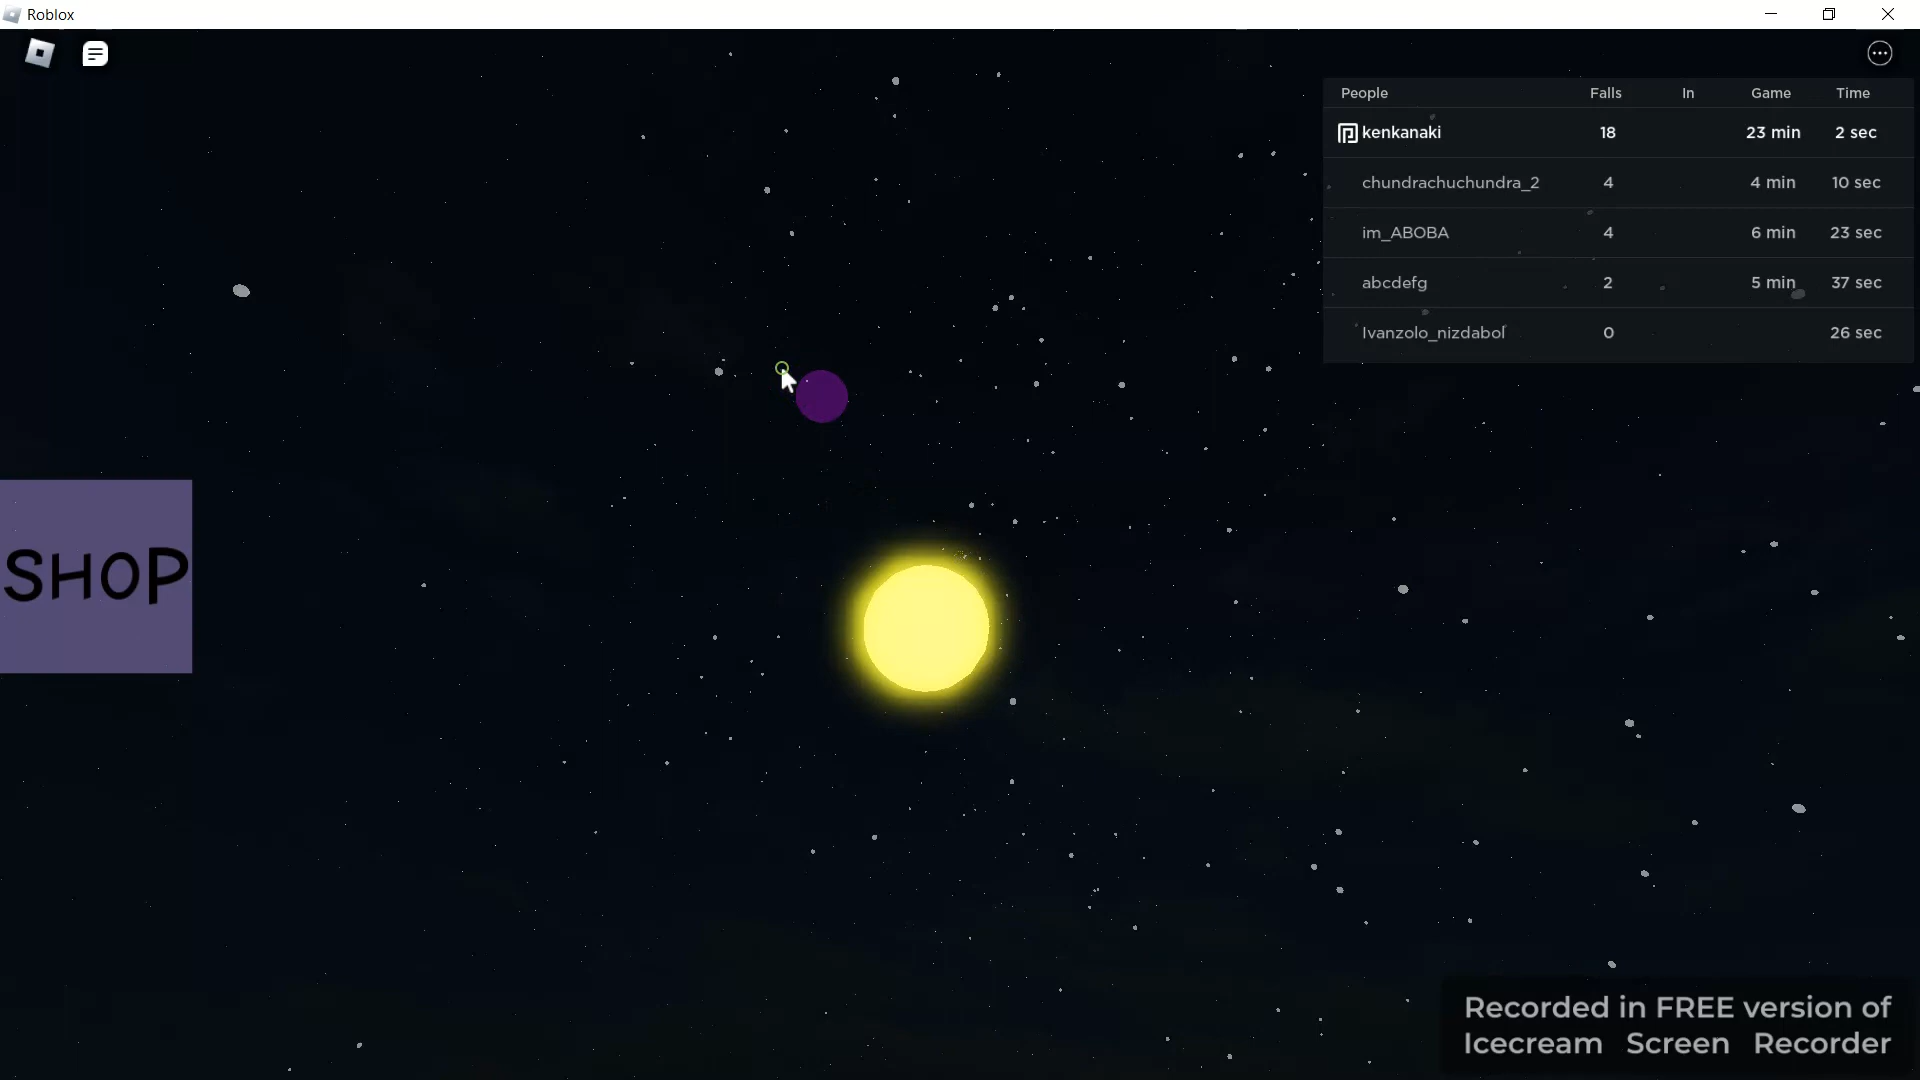 Roblox
People Falls In Game Time
kenkanaki 18 23 min 2 sec
chundrachuchundra_2 4 4 min 10 sec
im_ABOBA 4 6 min 23 sec
abcdefg 2 5 min 37 sec
Ivanzolo_nizdabol 0 26 sec
SHOP
Recorded in FREE version of
Icecream Screen Recorder